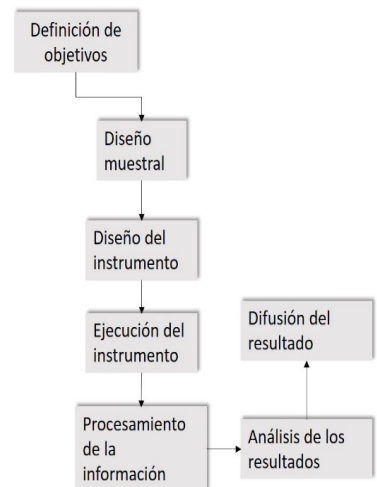 Definición de
objetivos
Diseño
muestral
Diseño del
instrumento
Ejecución del
instrumento
Procesamiento
de la
información
Análisis de los
resultados
Difusión del
resultado